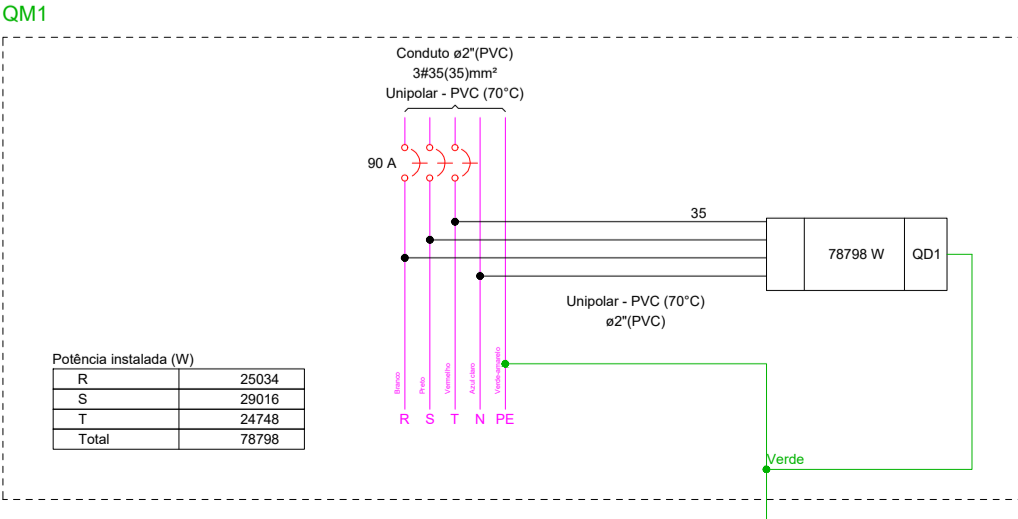 QM1
Conduto ø2"(PVC)
3#35(35)mm²
Unipolar - PVC (70°C)
90 A
35
78798 W
QD1
Unipolar - PVC (70°C)
ø2"(PVC)
Potência instalada (W)
R 25034
S 29016
T 24748
Total 78798
Branco
Preto
Vermelho
Azul claro
Verde-amarelo
R S T N PE
Verde